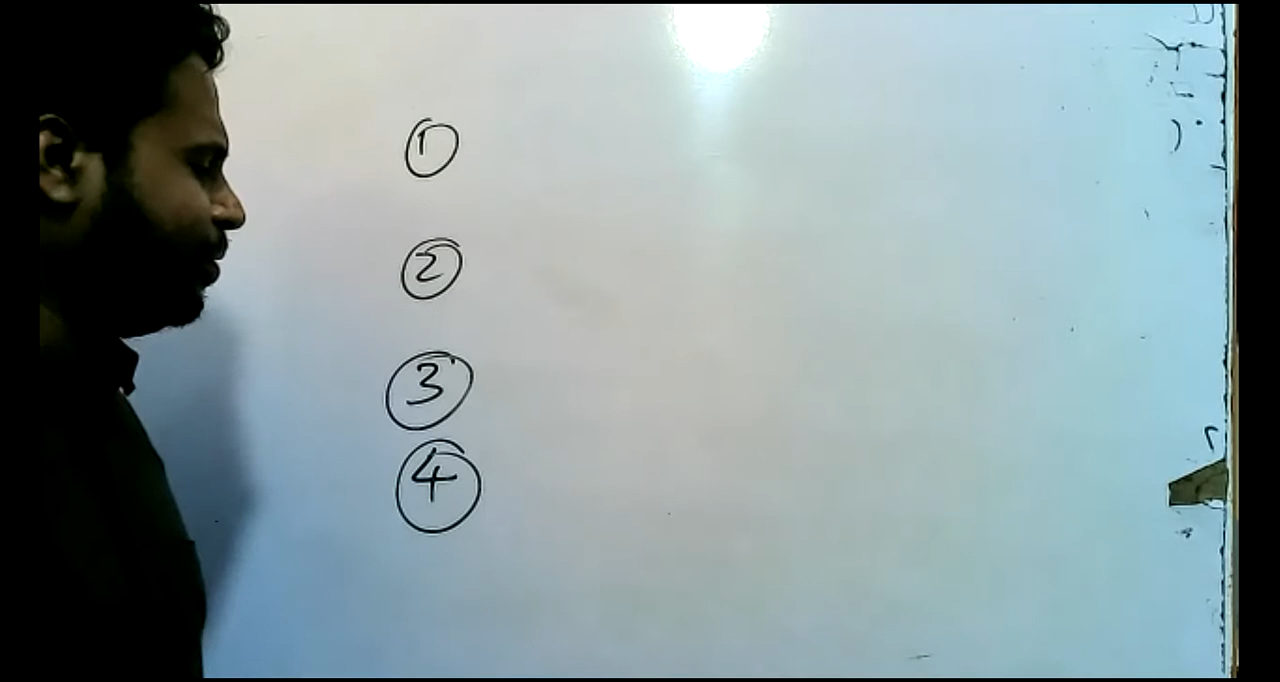 ①
②
③
④